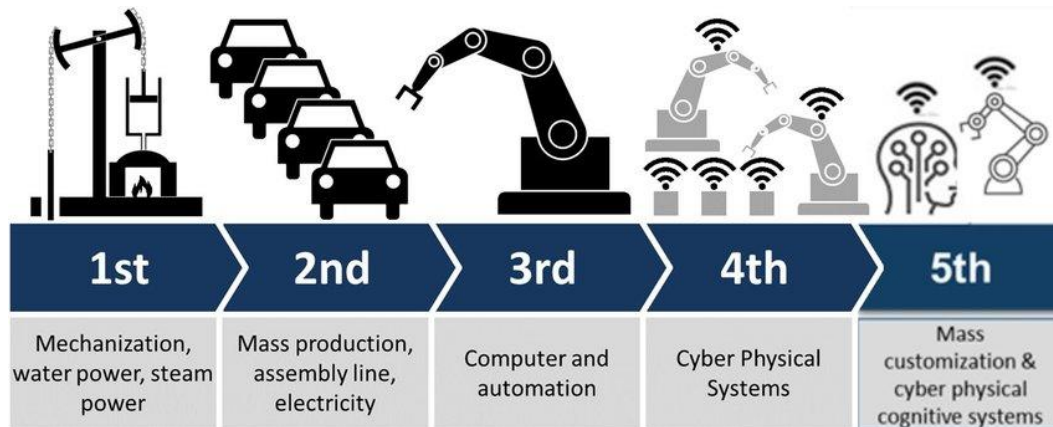 1st
2nd
3rd
4th
5th
Mechanization,
water power, steam
power
Mass production,
assembly line,
electricity
Computer and
automation
Cyber Physical
Systems
Mass
customization &
cyber physical
cognitive systems